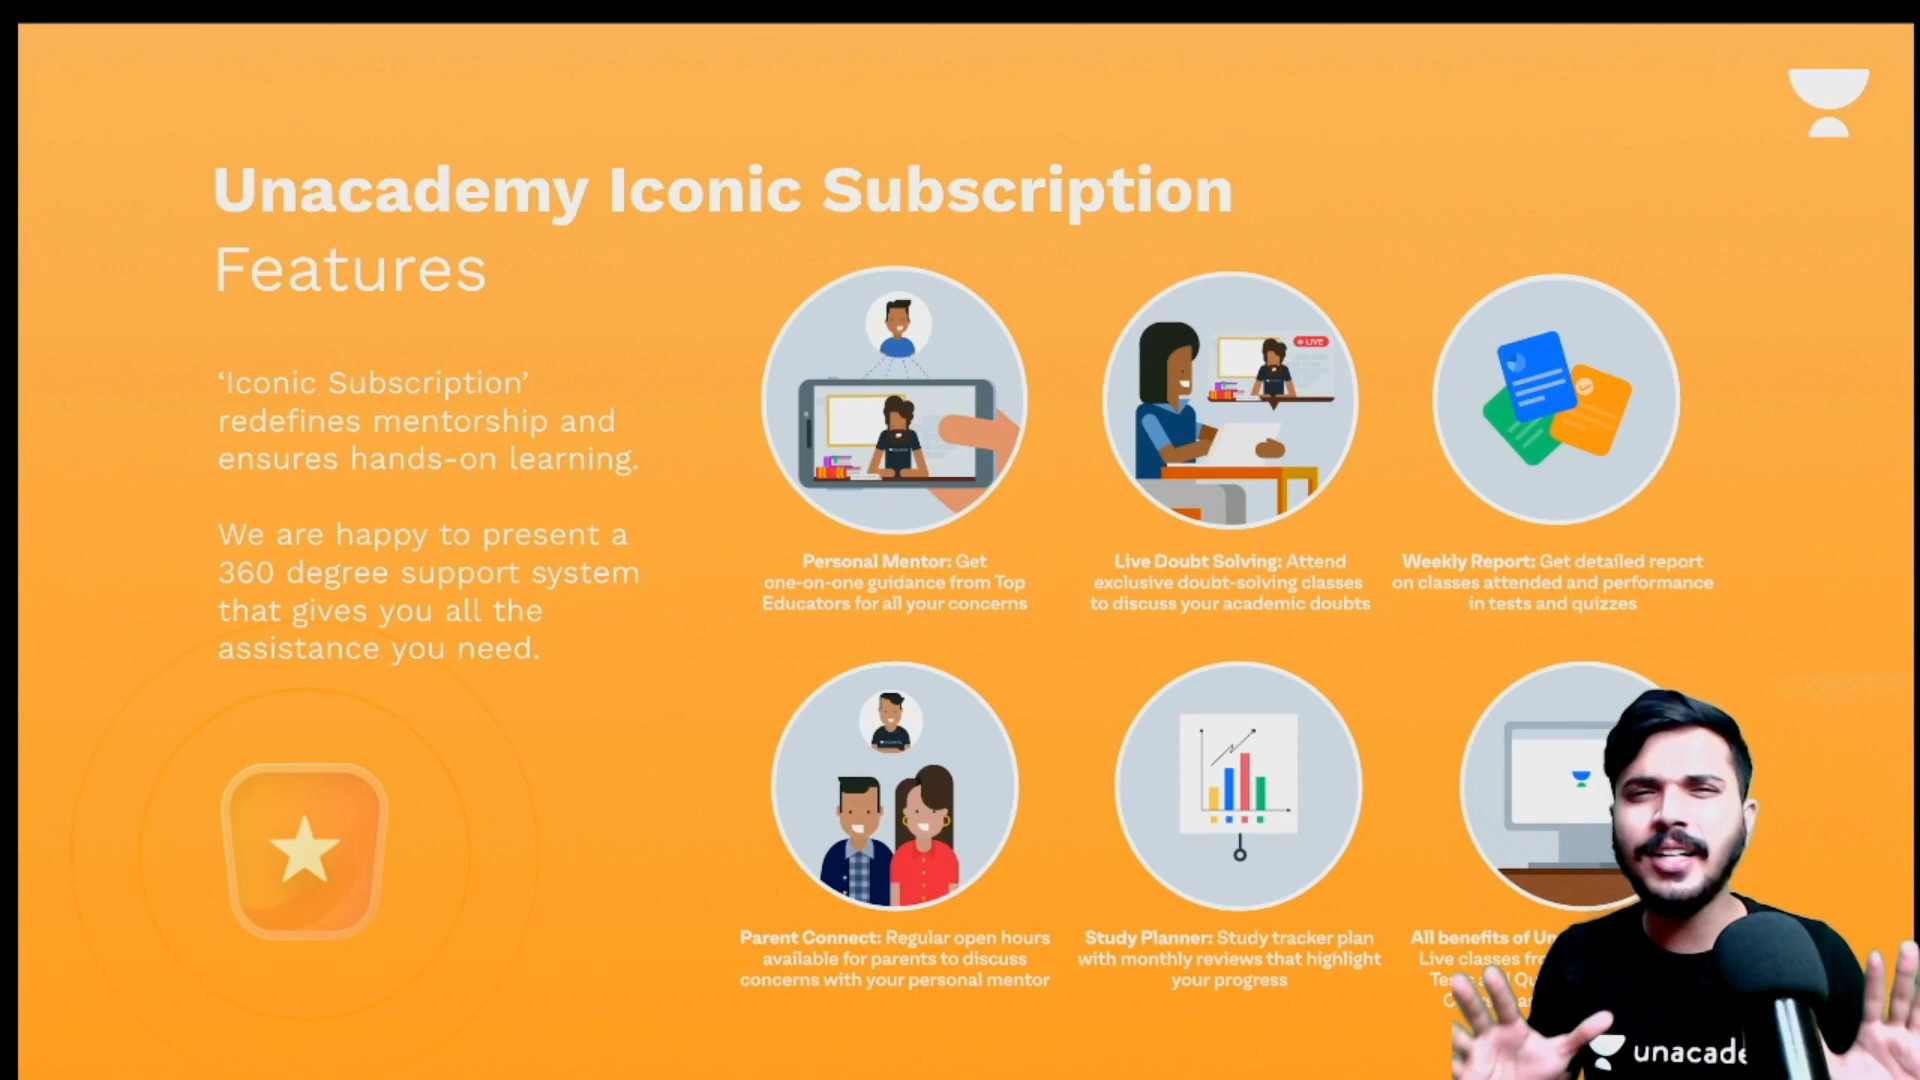 Unacademy Iconic Subscription
Features
‘Iconic Subscription’
redefines mentorship and
ensures hands-on learning.
We are happy to present a
360 degree support system
that gives you all the
assistance you need.
LIVE
Personal Mentor: Get
one-on-one guidance from Top
Educators for all your concerns
Live Doubt Solving: Attend
exclusive doubt-solving classes
to discuss your academic doubts
Weekly Report: Get detailed report
on classes attended and performance
in tests and quizzes
Parent Connect: Regular open hours
available for parents to discuss
concerns with your personal mentor
Study Planner: Study tracker plan
with monthly reviews that highlight
your progress
All benefits of
Live classes
unacade